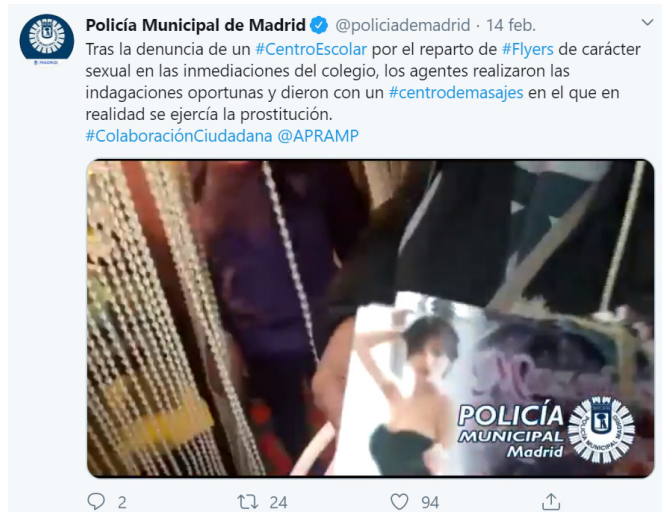 Policía Municipal de Madrid @policiademadrid · 14 feb.
Tras la denuncia de un #CentroEscolar por el reparto de #Flyers de carácter
sexual en las inmediaciones del colegio, los agentes realizaron las
indagaciones oportunas y dieron con un #centrodemasajes en el que en
realidad se ejercía la prostitución.
#ColaboraciónCiudadana @APRAMP
POLICÍA
MUNICIPAL
Madrid
2 24 94